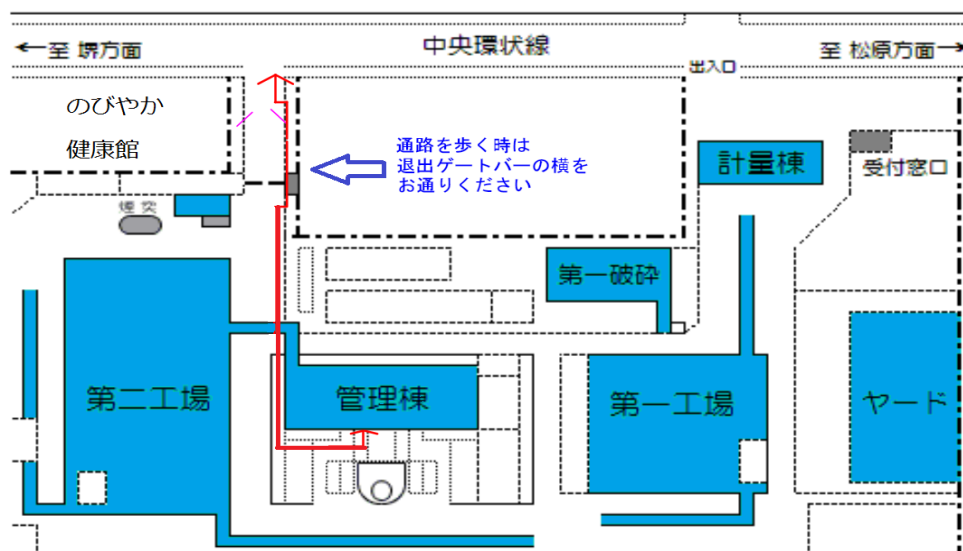 ←至 堺方面
中央環状線
至 松原方面→
出入口
のびやか
健康館
通路を歩く時は
退出ゲートバーの横を
お通りください
計量棟
受付窓口
煙突
第一破砕
第二工場
管理棟
第一工場
ヤード